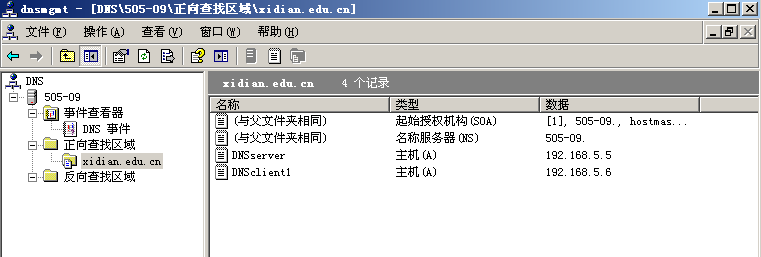 dnsmgmt - [DNS\505-09\正向查找区域\xidian.edu.cn]
文件(F) 操作(A) 查看(V) 窗口(W) 帮助(H)
DNS
505-09
事件查看器
DNS 事件
正向查找区域
xidian.edu.cn
反向查找区域
xidian.edu.cn 4 个记录
名称 类型 数据
(与父文件夹相同) 起始授权机构(SOA) [1], 505-09., hostmas...
(与父文件夹相同) 名称服务器(NS) 505-09.
DNSserver 主机(A) 192.168.5.5
DNSclient1 主机(A) 192.168.5.6